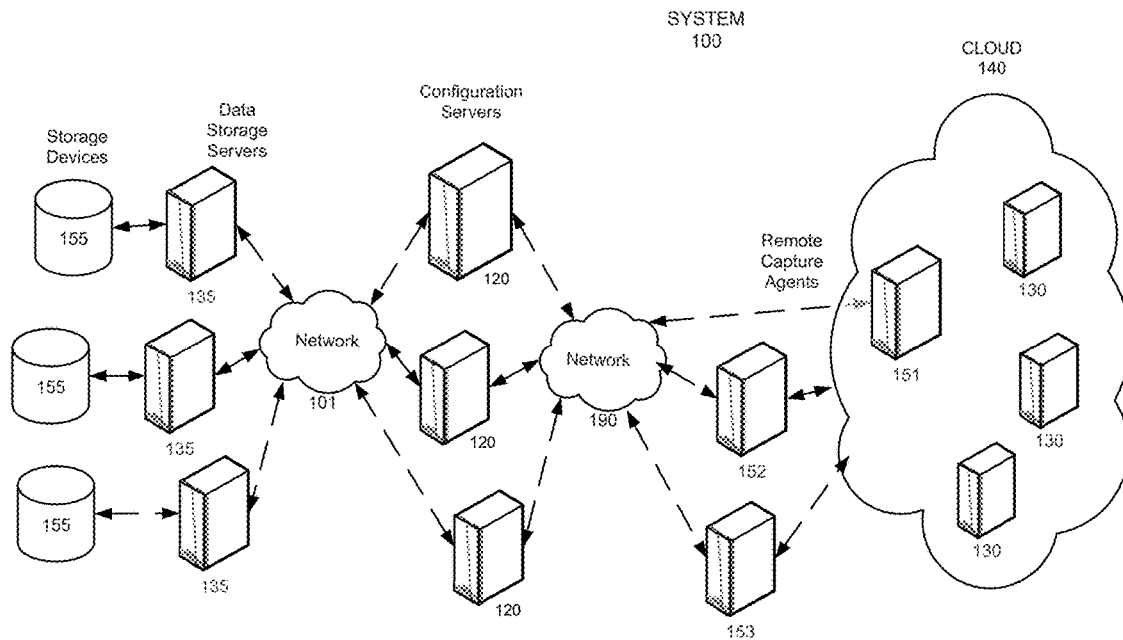 SYSTEM
100
CLOUD
140
Configuration
Servers
Data
Storage
Servers
Storage
Devices
155
135
120
Remote
Capture
Agents
130
151
Network
101
Network
190
155
135
120
152
130
155
135
120
153
130